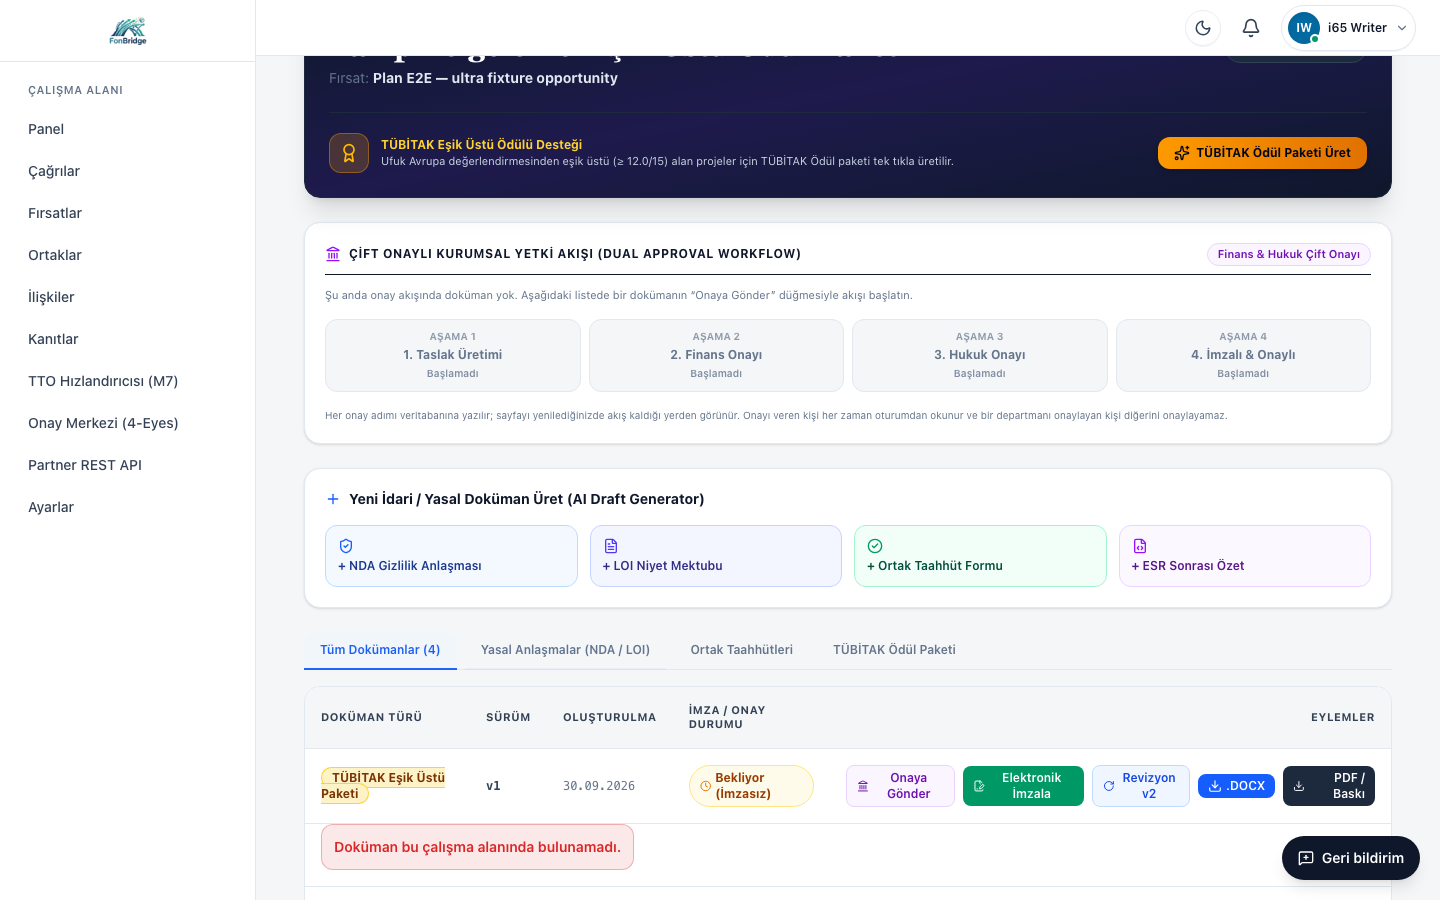 FonBridge
IW
i65 Writer
ÇALIŞMA ALANI
Panel
Çağrılar
Fırsatlar
Ortaklar
İlişkiler
Kanıtlar
TTO Hızlandırıcısı (M7)
Onay Merkezi (4-Eyes)
Partner REST API
Ayarlar
Fırsat: Plan E2E — ultra fixture opportunity
TÜBİTAK Eşik Üstü Ödülü Desteği
Ufuk Avrupa değerlendirmesinden eşik üstü (≥ 12.0/15) alan projeler için TÜBİTAK Ödül paketi tek tıkla üretilir.
TÜBİTAK Ödül Paketi Üret
ÇİFT ONAYLI KURUMSAL YETKİ AKIŞI (DUAL APPROVAL WORKFLOW)
Finans & Hukuk Çift Onayı
Şu anda onay akışında doküman yok. Aşağıdaki listede bir dokümanın “Onaya Gönder” düğmesiyle akışı başlatın.
AŞAMA 1
1. Taslak Üretimi
Başlamadı
AŞAMA 2
2. Finans Onayı
Başlamadı
AŞAMA 3
3. Hukuk Onayı
Başlamadı
AŞAMA 4
4. İmzalı & Onaylı
Başlamadı
Her onay adımı veritabanına yazılır; sayfayı yenilediğinizde akış kaldığı yerden görünür. Onayı veren kişi her zaman oturumdan okunur ve bir departmanı onaylayan kişi diğerini onaylayamaz.
Yeni İdari / Yasal Doküman Üret (AI Draft Generator)
+ NDA Gizlilik Anlaşması
+ LOI Niyet Mektubu
+ Ortak Taahhüt Formu
+ ESR Sonrası Özet
Tüm Dokümanlar (4)
Yasal Anlaşmalar (NDA / LOI)
Ortak Taahhütleri
TÜBİTAK Ödül Paketi
DOKÜMAN TÜRÜ
SÜRÜM
OLUŞTURULMA
İMZA / ONAY
DURUMU
EYLEMLER
TÜBİTAK Eşik Üstü
Paketi
v1
30.09.2026
Bekliyor
(İmzasız)
Onaya
Gönder
Elektronik
İmzala
Revizyon
v2
.DOCX
PDF /
Baskı
Doküman bu çalışma alanında bulunamadı.
Geri bildirim